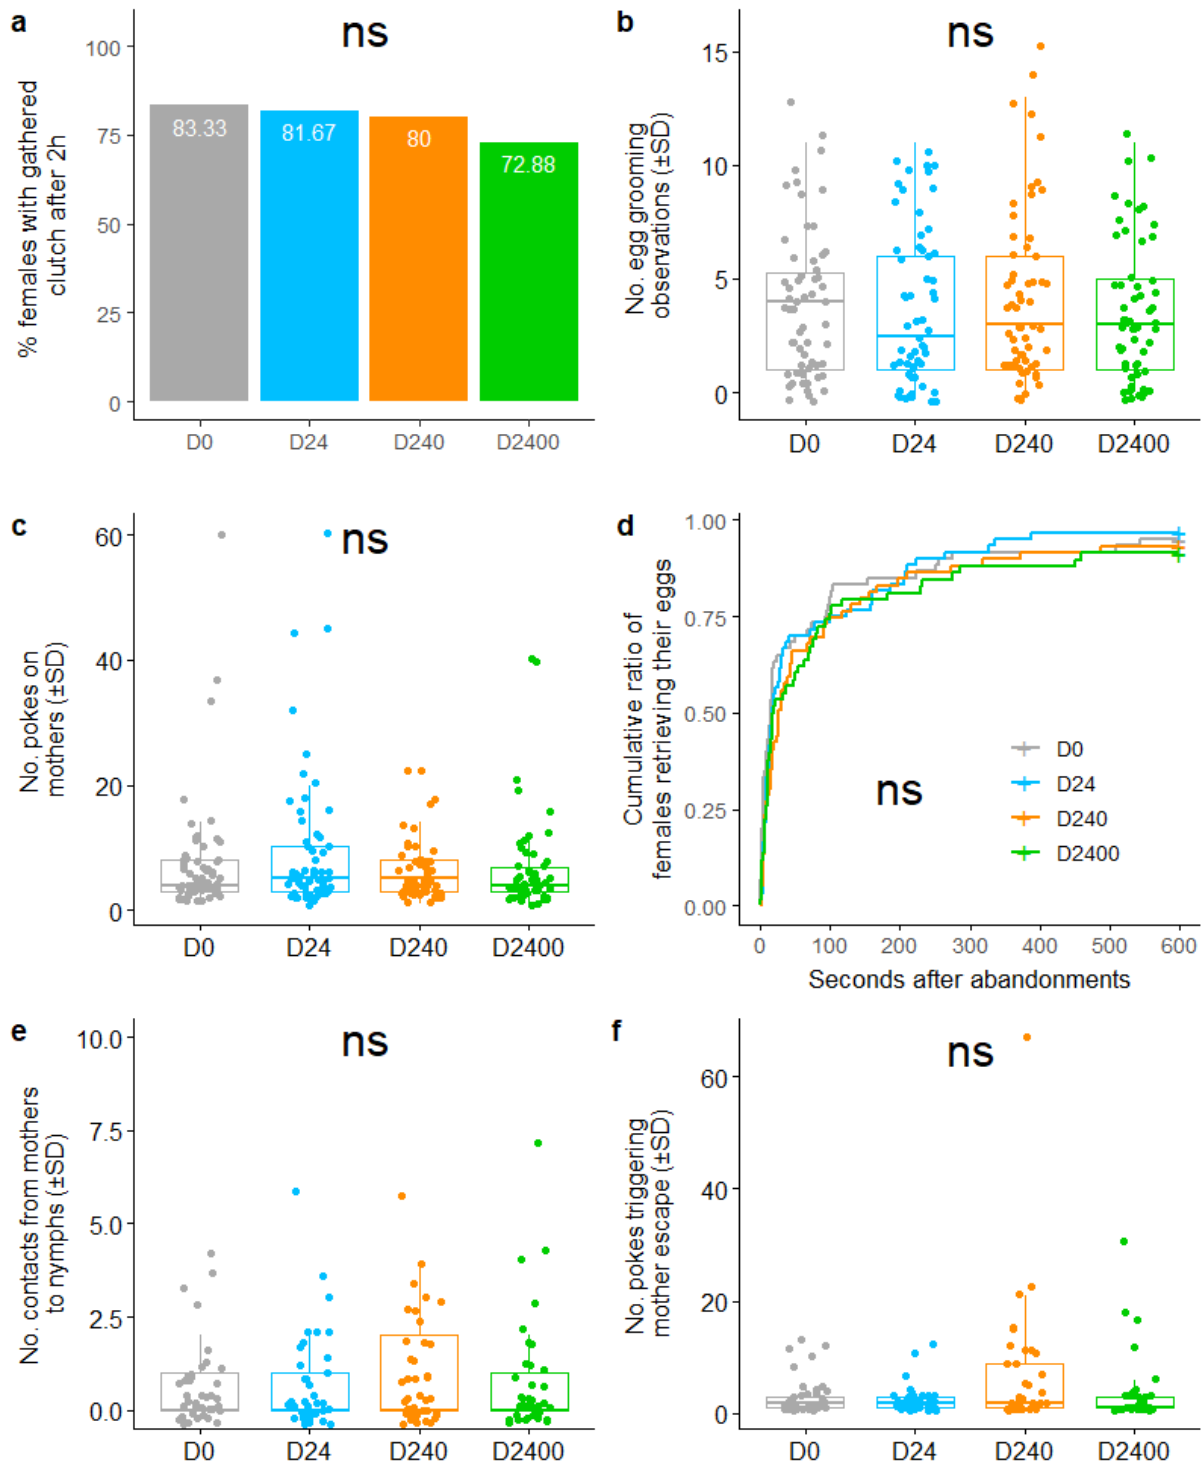 a
ns
% females with gathered
clutch after 2h
100
75
50
25
0
83.33
81.67
80
72.88
D0
D24
D240
D2400
b
ns
No. egg grooming
observations (±SD)
15
10
5
0
D0
D24
D240
D2400
c
ns
No. pokes on
mothers (±SD)
60
40
20
0
D0
D24
D240
D2400
d
Cumulative ratio of
females retrieving their eggs
1.00
0.75
0.50
0.25
0.00
ns
D0
D24
D240
D2400
0
100
200
300
400
500
600
Seconds after abandonments
e
ns
No. contacts from mothers
to nymphs (±SD)
10.0
7.5
5.0
2.5
0.0
D0
D24
D240
D2400
f
ns
No. pokes triggering
mother escape (±SD)
60
40
20
0
D0
D24
D240
D2400